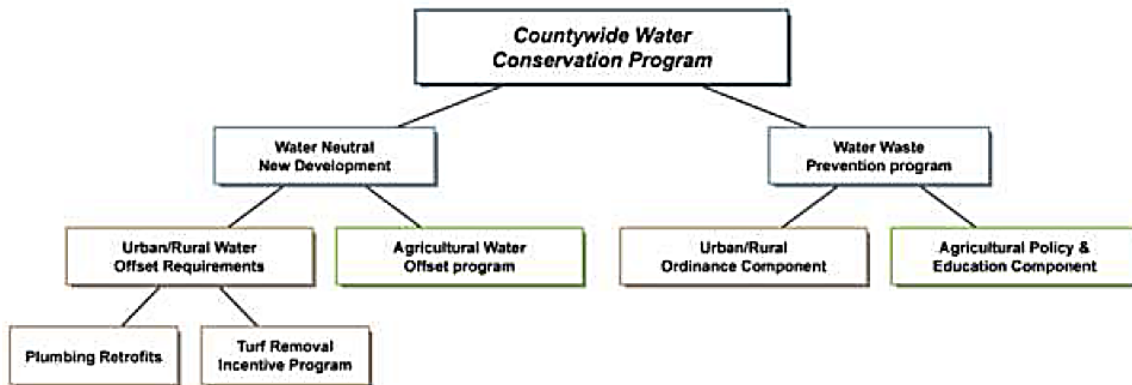 Countywide Water
Conservation Program
Water Neutral
New Development
Water Waste
Prevention program
Urban/Rural Water
Offset Requirements
Agricultural Water
Offset program
Urban/Rural
Ordinance Component
Agricultural Policy &
Education Component
Plumbing Retrofits
Turf Removal
Incentive Program